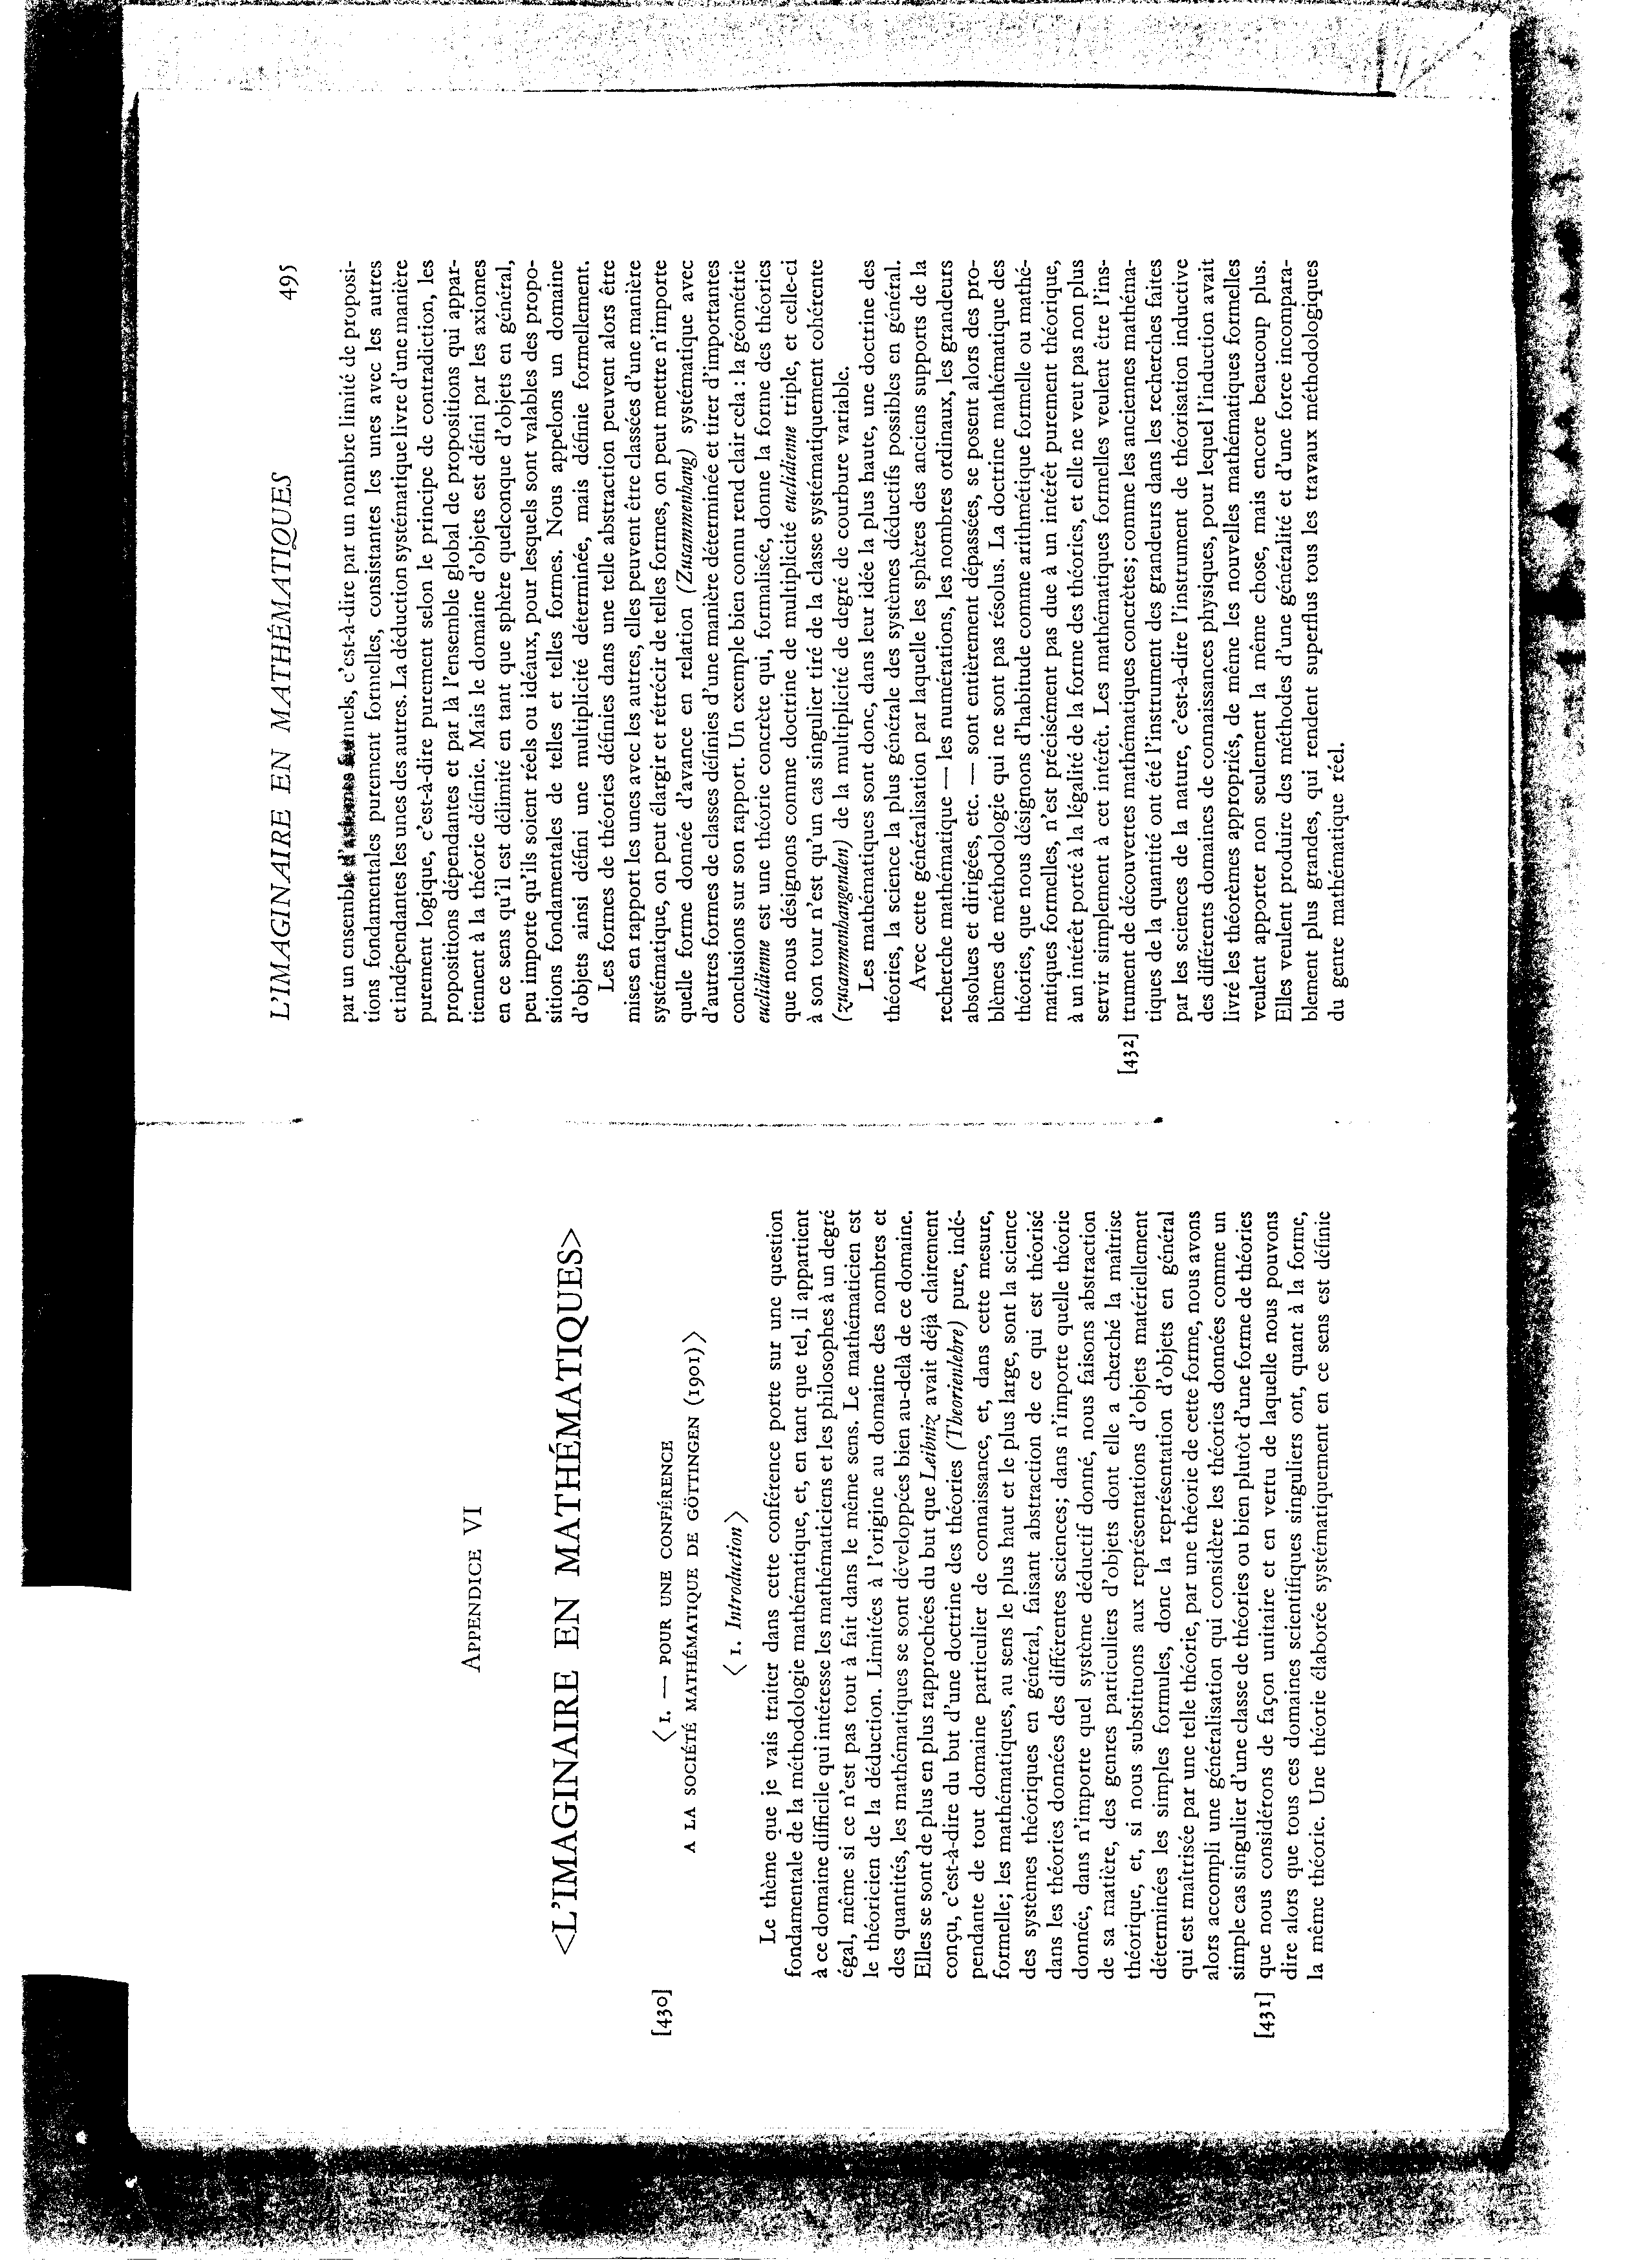 APPENDICE VI
<L'IMAGINAIRE EN MATHÉMATIQUES>
[430]
〈 I. — POUR UNE CONFÉRENCE
A LA SOCIÉTÉ MATHÉMATIQUE DE GÖTTINGEN (1901)〉
〈 1. Introduction 〉
Le thème que je vais traiter dans cette conférence porte sur une question
fondamentale de la méthodologie mathématique, et, en tant que tel, il appartient
à ce domaine difficile qui intéresse les mathématiciens et les philosophes à un degré
égal, même si ce n'est pas tout à fait dans le même sens. Le mathématicien est
le théoricien de la déduction. Limitées à l'origine au domaine des nombres et
des quantités, les mathématiques se sont développées bien au-delà de ce domaine.
Elles se sont de plus en plus rapprochées du but que Leibniz avait déjà clairement
conçu, c'est-à-dire du but d'une doctrine des théories (Theorienlehre) pure, indé-
pendante de tout domaine particulier de connaissance, et, dans cette mesure,
formelle; les mathématiques, au sens le plus haut et le plus large, sont la science
des systèmes théoriques en général, faisant abstraction de ce qui est théorisé
dans les théories données des différentes sciences; dans n'importe quelle théorie
donnée, dans n'importe quel système déductif donné, nous faisons abstraction
de sa matière, des genres particuliers d'objets dont elle a cherché la maîtrise
théorique, et, si nous substituons aux représentations d'objets matériellement
déterminées les simples formules, donc la représentation d'objets en général
qui est maîtrisée par une telle théorie, par une théorie de cette forme, nous avons
alors accompli une généralisation qui considère les théories données comme un
simple cas singulier d'une classe de théories ou bien plutôt d'une forme de théories
[431] que nous considérons de façon unitaire et en vertu de laquelle nous pouvons
dire alors que tous ces domaines scientifiques singuliers ont, quant à la forme,
la même théorie. Une théorie élaborée systématiquement en ce sens est définie
L'IMAGINAIRE EN MATHÉMATIQUES 495
par un ensemble d'axiomes formels, c'est-à-dire par un nombre limité de proposi-
tions fondamentales purement formelles, consistantes les unes avec les autres
et indépendantes les unes des autres. La déduction systématique livre d'une manière
purement logique, c'est-à-dire purement selon le principe de contradiction, les
propositions dépendantes et par là l'ensemble global de propositions qui appar-
tiennent à la théorie définie. Mais le domaine d'objets est défini par les axiomes
en ce sens qu'il est délimité en tant que sphère quelconque d'objets en général,
peu importe qu'ils soient réels ou idéaux, pour lesquels sont valables des propo-
sitions fondamentales de telles et telles formes. Nous appelons un domaine
d'objets ainsi défini une multiplicité déterminée, mais définie formellement.
Les formes de théories définies dans une telle abstraction peuvent alors être
mises en rapport les unes avec les autres, elles peuvent être classées d'une manière
systématique, on peut élargir et rétrécir de telles formes, on peut mettre n'importe
quelle forme donnée d'avance en relation (Zusammenhang) systématique avec
d'autres formes de classes définies d'une manière déterminée et tirer d'importantes
conclusions sur son rapport. Un exemple bien connu rend clair cela : la géométrie
euclidienne est une théorie concrète qui, formalisée, donne la forme des théories
que nous désignons comme doctrine de multiplicité euclidienne triple, et celle-ci
à son tour n'est qu'un cas singulier tiré de la classe systématiquement cohérente
(zusammenhangenden) de la multiplicité de degré de courbure variable.
Les mathématiques sont donc, dans leur idée la plus haute, une doctrine des
théories, la science la plus générale des systèmes déductifs possibles en général.
Avec cette généralisation par laquelle les sphères des anciens supports de la
recherche mathématique — les numérations, les nombres ordinaux, les grandeurs
absolues et dirigées, etc. — sont entièrement dépassées, se posent alors des pro-
blèmes de méthodologie qui ne sont pas résolus. La doctrine mathématique des
théories, que nous désignons d'habitude comme arithmétique formelle ou mathé-
matiques formelles, n'est précisément pas due à un intérêt purement théorique,
à un intérêt porté à la légalité de la forme des théories, et elle ne veut pas non plus
servir simplement à cet intérêt. Les mathématiques formelles veulent être l'ins-
[432] trument de découvertes mathématiques concrètes; comme les anciennes mathéma-
tiques de la quantité ont été l'instrument des grandeurs dans les recherches faites
par les sciences de la nature, c'est-à-dire l'instrument de théorisation inductive
des différents domaines de connaissances physiques, pour lequel l'induction avait
livré les théorèmes appropriés, de même les nouvelles mathématiques formelles
veulent apporter non seulement la même chose, mais encore beaucoup plus.
Elles veulent produire des méthodes d'une généralité et d'une force incompara-
blement plus grandes, qui rendent superflus tous les travaux méthodologiques
du genre mathématique réel.